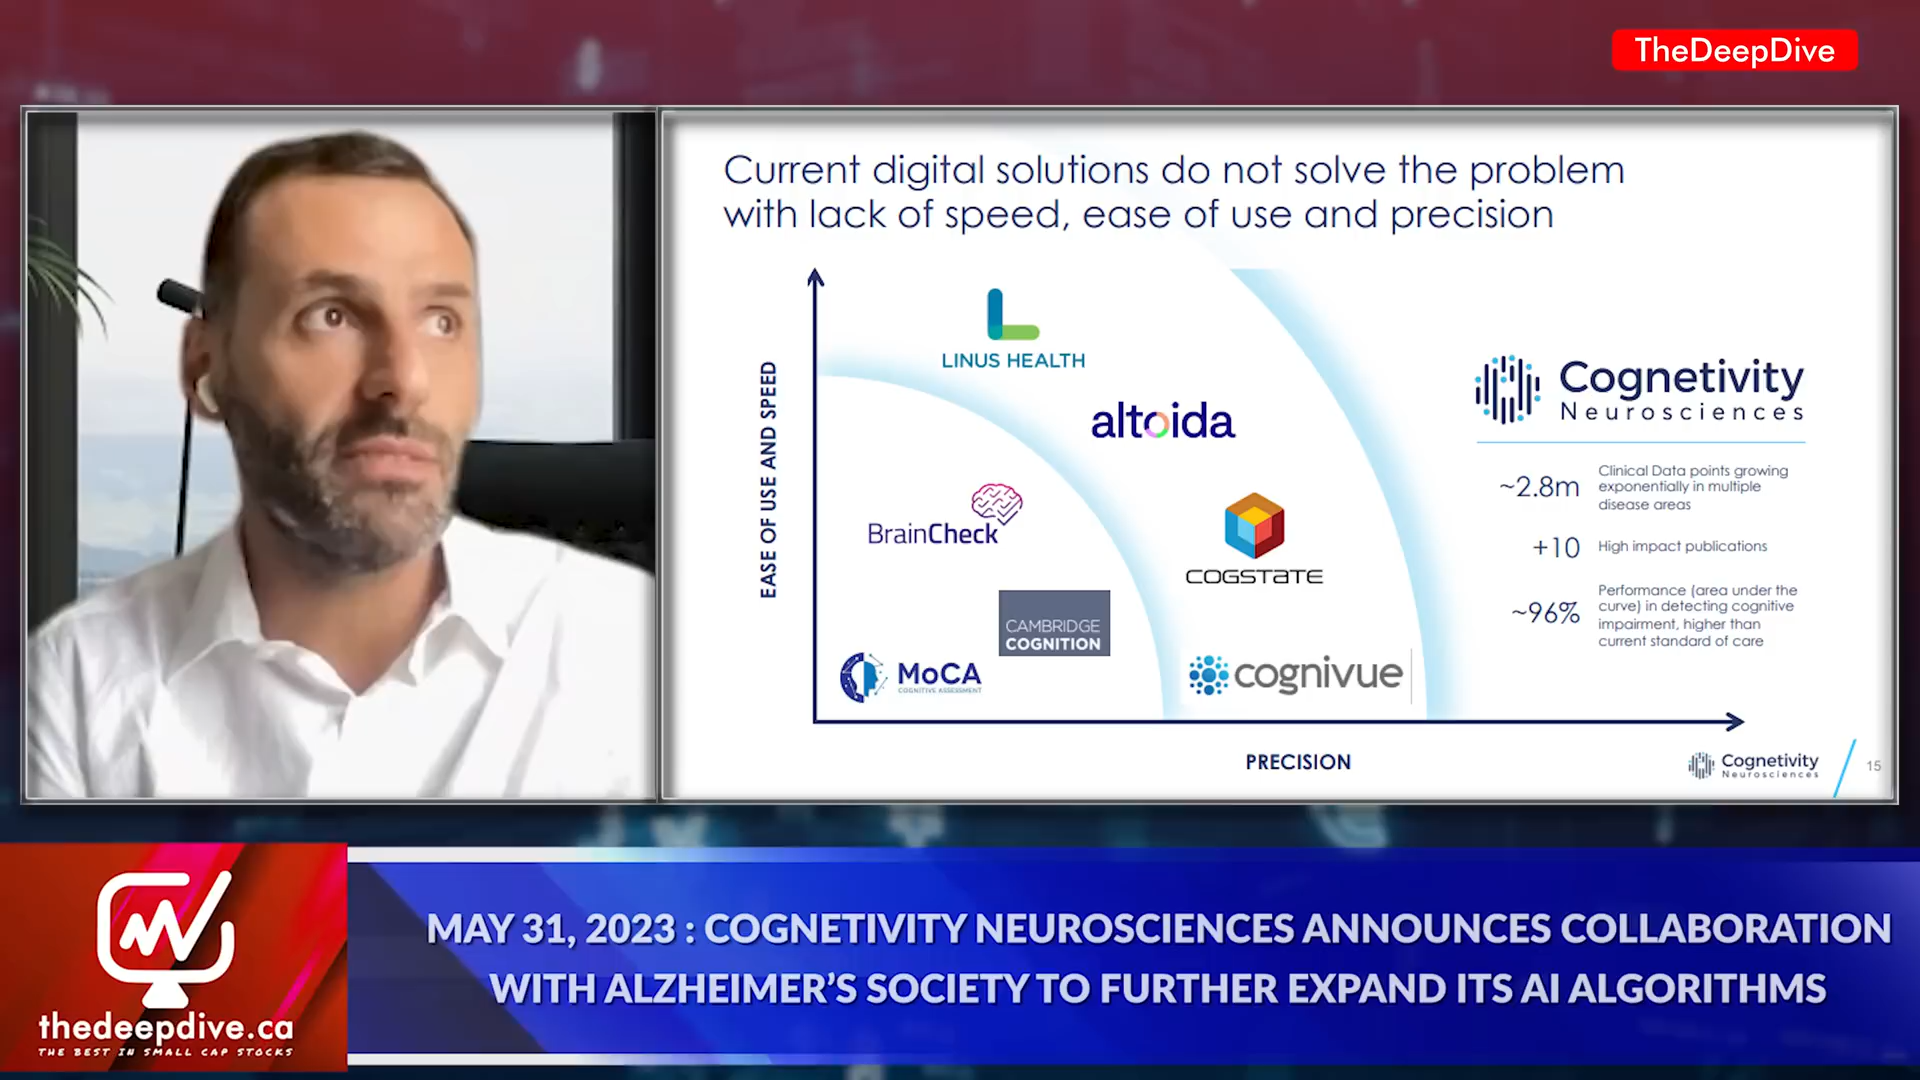 TheDeepDive
Current digital solutions do not solve the problem
with lack of speed, ease of use and precision
EASE OF USE AND SPEED
LINUS HEALTH
altoida
BrainCheck
COGSTATE
CAMBRIDGE
COGNITION
MoCA
COGNITIVE ASSESSMENT
cognivue
PRECISION
Cognetivity
Neurosciences
~2.8m
Clinical Data points growing
exponentially in multiple
disease areas
+10
High impact publications
~96%
Performance (area under the
curve) in detecting cognitive
impairment, higher than
current standard of care
Cognetivity
Neurosciences
15
MAY 31, 2023 : COGNETIVITY NEUROSCIENCES ANNOUNCES COLLABORATION
WITH ALZHEIMER'S SOCIETY TO FURTHER EXPAND ITS AI ALGORITHMS
thedeepdive.ca
THE BEST IN SMALL CAP STOCKS